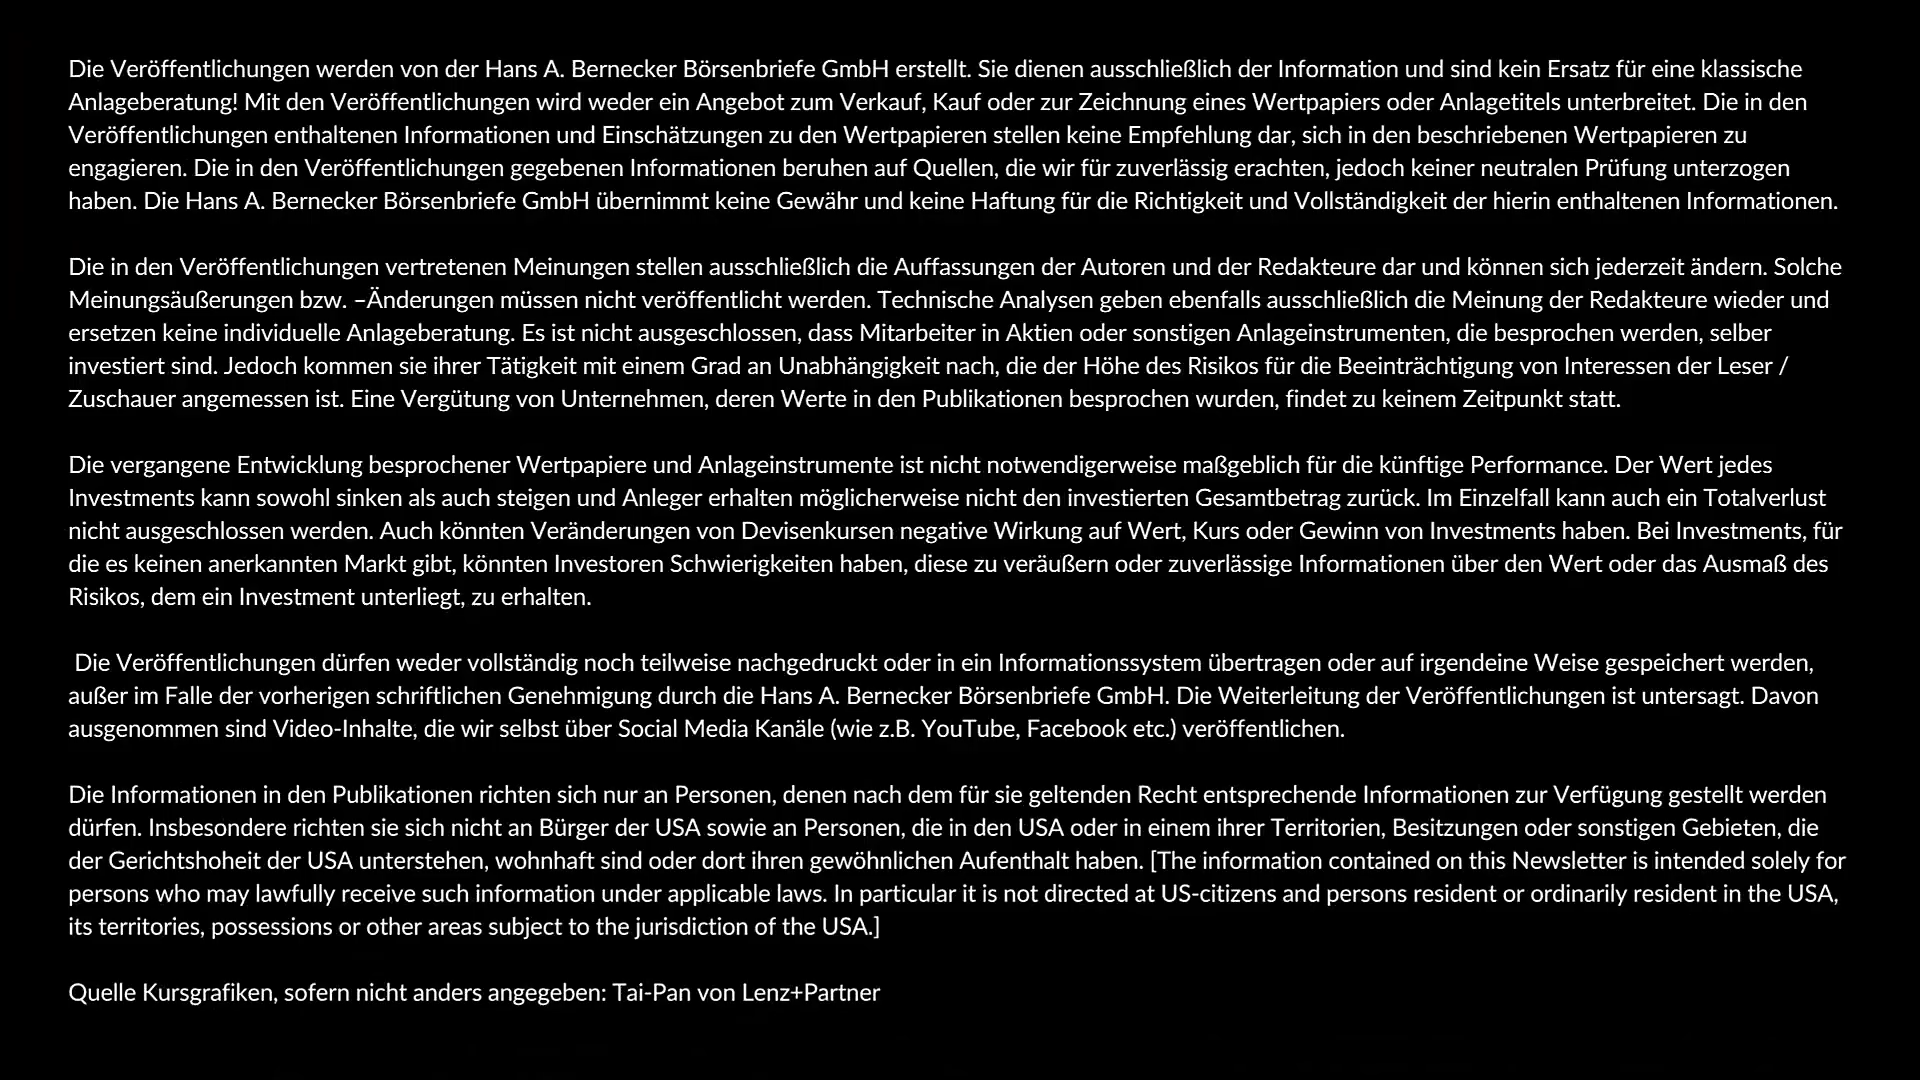 Die Veröffentlichungen werden von der Hans A. Bernecker Börsenbriefe GmbH erstellt. Sie dienen ausschließlich der Information und sind kein Ersatz für eine klassische
Anlageberatung! Mit den Veröffentlichungen wird weder ein Angebot zum Verkauf, Kauf oder zur Zeichnung eines Wertpapiers oder Anlagetitels unterbreitet. Die in den
Veröffentlichungen enthaltenen Informationen und Einschätzungen zu den Wertpapieren stellen keine Empfehlung dar, sich in den beschriebenen Wertpapieren zu
engagieren. Die in den Veröffentlichungen gegebenen Informationen beruhen auf Quellen, die wir für zuverlässig erachten, jedoch keiner neutralen Prüfung unterzogen
haben. Die Hans A. Bernecker Börsenbriefe GmbH übernimmt keine Gewähr und keine Haftung für die Richtigkeit und Vollständigkeit der hierin enthaltenen Informationen.
Die in den Veröffentlichungen vertretenen Meinungen stellen ausschließlich die Auffassungen der Autoren und der Redakteure dar und können sich jederzeit ändern. Solche
Meinungsäußerungen bzw. –Änderungen müssen nicht veröffentlicht werden. Technische Analysen geben ebenfalls ausschließlich die Meinung der Redakteure wieder und
ersetzen keine individuelle Anlageberatung. Es ist nicht ausgeschlossen, dass Mitarbeiter in Aktien oder sonstigen Anlageinstrumenten, die besprochen werden, selber
investiert sind. Jedoch kommen sie ihrer Tätigkeit mit einem Grad an Unabhängigkeit nach, die der Höhe des Risikos für die Beeinträchtigung von Interessen der Leser /
Zuschauer angemessen ist. Eine Vergütung von Unternehmen, deren Werte in den Publikationen besprochen wurden, findet zu keinem Zeitpunkt statt.
Die vergangene Entwicklung besprochener Wertpapiere und Anlageinstrumente ist nicht notwendigerweise maßgeblich für die künftige Performance. Der Wert jedes
Investments kann sowohl sinken als auch steigen und Anleger erhalten möglicherweise nicht den investierten Gesamtbetrag zurück. Im Einzelfall kann auch ein Totalverlust
nicht ausgeschlossen werden. Auch könnten Veränderungen von Devisenkursen negative Wirkung auf Wert, Kurs oder Gewinn von Investments haben. Bei Investments, für
die es keinen anerkannten Markt gibt, könnten Investoren Schwierigkeiten haben, diese zu veräußern oder zuverlässige Informationen über den Wert oder das Ausmaß des
Risikos, dem ein Investment unterliegt, zu erhalten.
Die Veröffentlichungen dürfen weder vollständig noch teilweise nachgedruckt oder in ein Informationssystem übertragen oder auf irgendeine Weise gespeichert werden,
außer im Falle der vorherigen schriftlichen Genehmigung durch die Hans A. Bernecker Börsenbriefe GmbH. Die Weiterleitung der Veröffentlichungen ist untersagt. Davon
ausgenommen sind Video-Inhalte, die wir selbst über Social Media Kanäle (wie z.B. YouTube, Facebook etc.) veröffentlichen.
Die Informationen in den Publikationen richten sich nur an Personen, denen nach dem für sie geltenden Recht entsprechende Informationen zur Verfügung gestellt werden
dürfen. Insbesondere richten sie sich nicht an Bürger der USA sowie an Personen, die in den USA oder in einem ihrer Territorien, Besitzungen oder sonstigen Gebieten, die
der Gerichtshoheit der USA unterstehen, wohnhaft sind oder dort ihren gewöhnlichen Aufenthalt haben. [The information contained on this Newsletter is intended solely for
persons who may lawfully receive such information under applicable laws. In particular it is not directed at US-citizens and persons resident or ordinarily resident in the USA,
its territories, possessions or other areas subject to the jurisdiction of the USA.]
Quelle Kursgrafiken, sofern nicht anders angegeben: Tai-Pan von Lenz+Partner